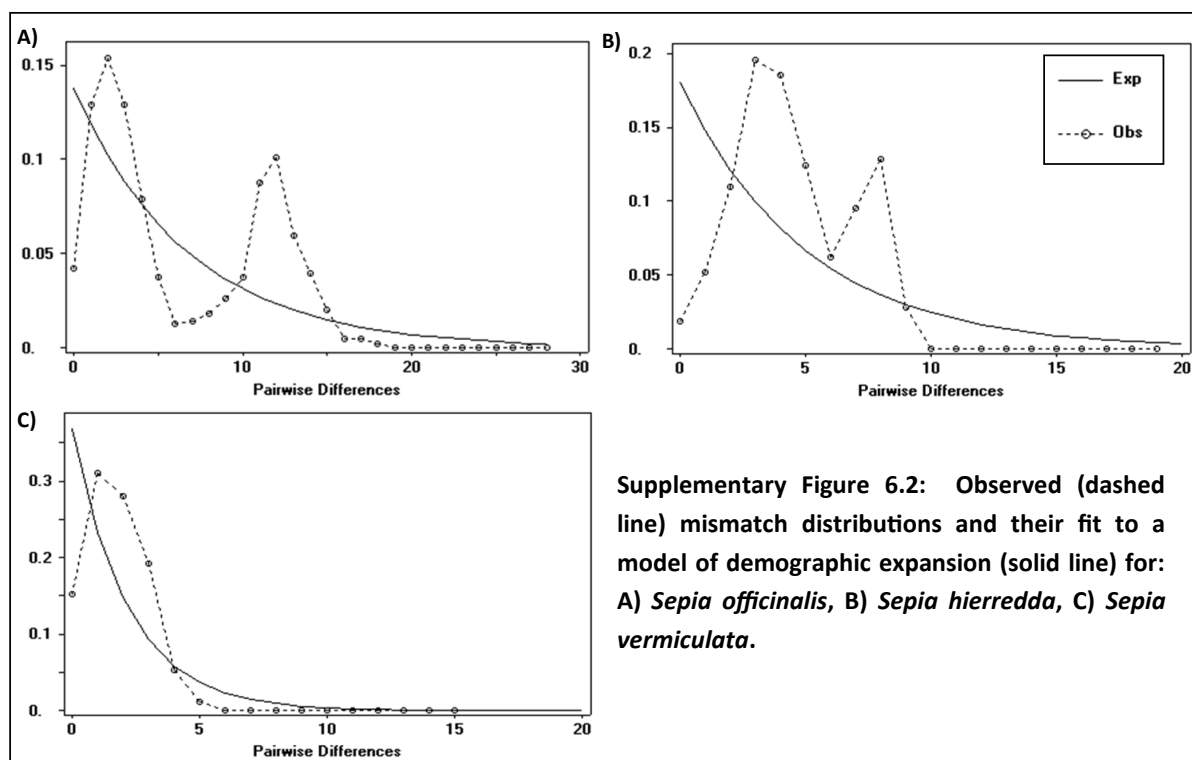 A)
0.15
0.1
0.05
0.
0 10 20 30
Pairwise Differences
B)
0.2
0.15
0.1
0.05
0.
0 5 10 15 20
Pairwise Differences
Exp
Obs
C)
0.3
0.2
0.1
0.
0 5 10 15 20
Pairwise Differences
Supplementary Figure 6.2: Observed (dashed
line) mismatch distributions and their fit to a
model of demographic expansion (solid line) for:
A) Sepia officinalis, B) Sepia hierredda, C) Sepia
vermiculata.